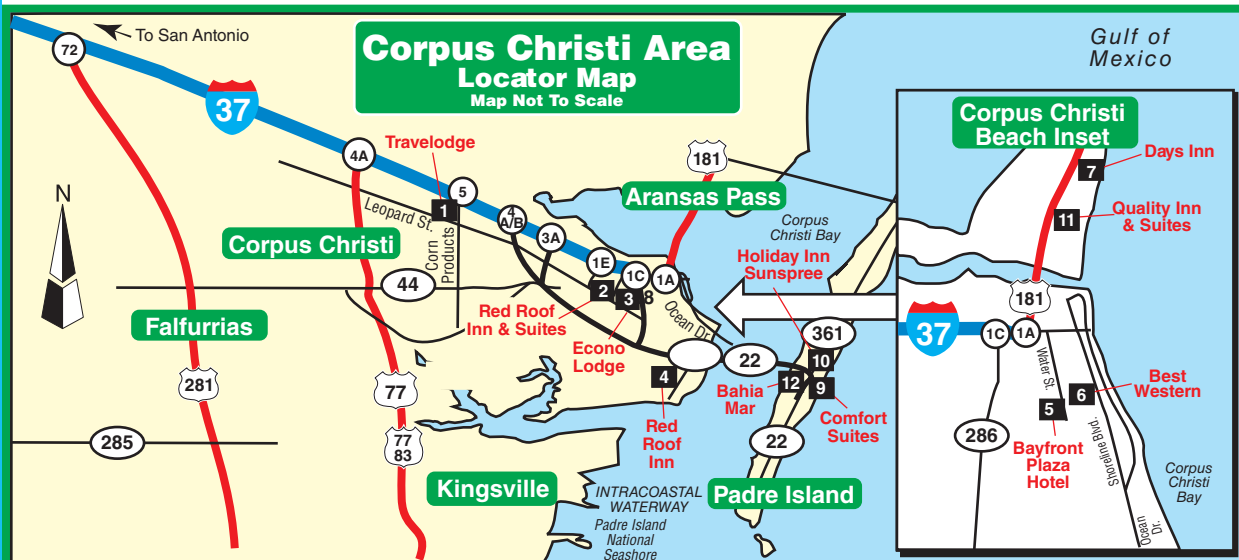 To San Antonio
Corpus Christi Area
Locator Map
Map Not To Scale
Gulf of
Mexico
72
37
Travelodge
4A
5
1
Leopard St.
Corn
Products
4
A/B
3A
1E
1C
1A
2
3
8
181
Aransas Pass
Corpus
Christi Bay
Holiday Inn
Sunspree
N
Corpus Christi
44
Falfurrias
Red Roof
Inn & Suites
Econo
Lodge
Ocean Dr.
361
22
10
12
9
4
281
77
Bahia
Mar
Comfort
Suites
Red
Roof
Inn
285
77
83
22
Kingsville
INTRACOASTAL
WATERWAY
Padre Island
Padre Island
National
Seashore
Corpus Christi
Beach Inset
7
Days Inn
11
Quality Inn
& Suites
181
37
1C
1A
Water St.
6
Best
Western
5
286
Bayfront
Plaza
Hotel
Shoreline Blvd.
Corpus
Christi
Bay
Ocean
Dr.